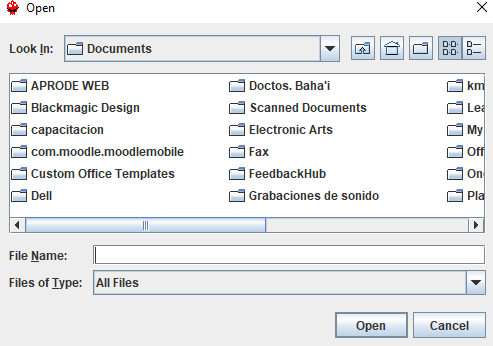 Open
Look In: Documents
APRODE WEB
Blackmagic Design
capacitacion
com.moodle.moodlemobile
Custom Office Templates
Dell
Doctos. Baha'i
Scanned Documents
Electronic Arts
Fax
FeedbackHub
Grabaciones de sonido
km
Lea
My
Off
One
Pla
File Name:
Files of Type: All Files
Open Cancel